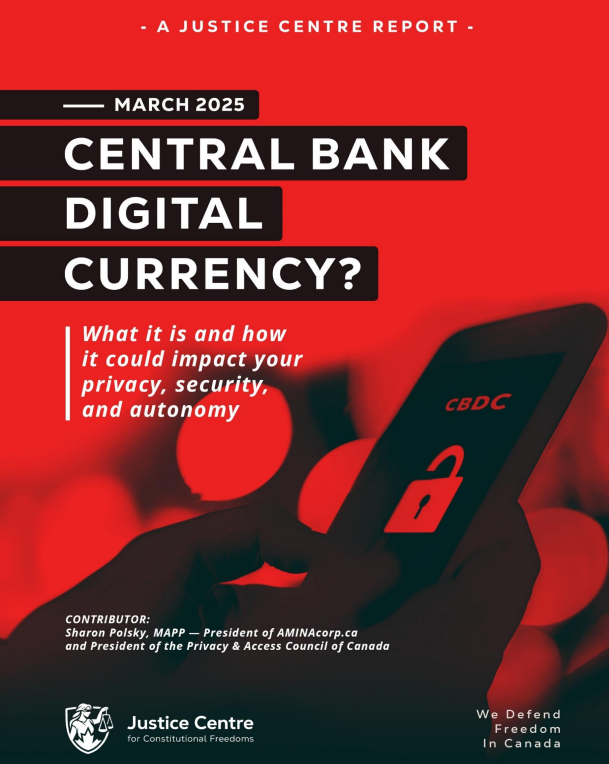 - A JUSTICE CENTRE REPORT -
MARCH 2025
CENTRAL BANK
DIGITAL
CURRENCY?
What it is and how
it could impact your
privacy, security,
and autonomy
CBDC
CONTRIBUTOR:
Sharon Polsky, MAPP — President of AMINAcorp.ca
and President of the Privacy & Access Council of Canada
Justice Centre
for Constitutional Freedoms
We Defend
Freedom
In Canada